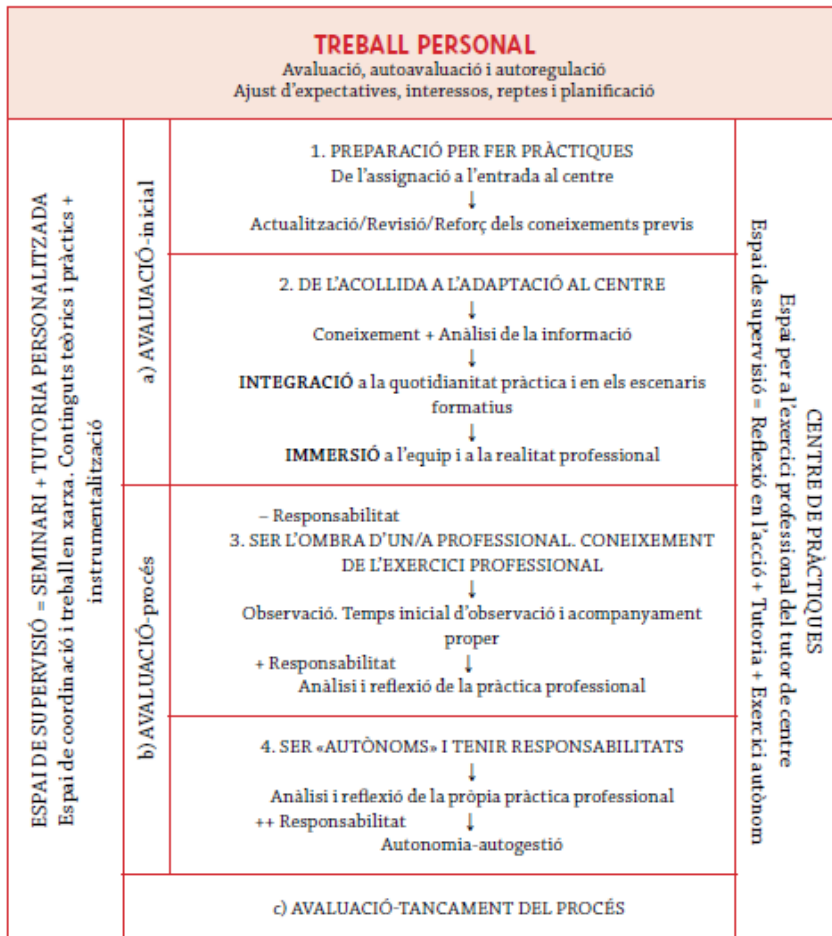 TREBALL PERSONAL
Avaluació, autoavaluació i autoregulació
Ajust d'expectatives, interessos, reptes i planificació
ESPAI DE SUPERVISIÓ = SEMINARI + TUTORIA PERSONALITZADA
Espai de coordinació i treball en xarxa. Continguts teòrics i pràctics +
instrumentalització
a) AVALUACIÓ-inicial
1. PREPARACIÓ PER FER PRÀCTIQUES
De l'assignació a l'entrada al centre
↓
Actualització/Revisió/Reforç dels coneixements previs
2. DE L'ACOLLIDA A L'ADAPTACIÓ AL CENTRE
↓
Coneixement + Anàlisi de la informació
↓
INTEGRACIÓ a la quotidianitat pràctica i en els escenaris
formatius
↓
IMMERSIÓ a l'equip i a la realitat professional
b) AVALUACIÓ-procés
– Responsabilitat
3. SER L'OMBRA D'UN/A PROFESSIONAL. CONEIXEMENT
DE L'EXERCICI PROFESSIONAL
↓
Observació. Temps inicial d'observació i acompanyament
proper
+ Responsabilitat ↓
Anàlisi i reflexió de la pràctica professional
4. SER «AUTÒNOMS» I TENIR RESPONSABILITATS
↓
Anàlisi i reflexió de la pròpia pràctica professional
++ Responsabilitat ↓
Autonomia-autogestió
c) AVALUACIÓ-TANCAMENT DEL PROCÉS
CENTRE DE PRÀCTIQUES
Espai per a l'exercici professional del tutor de centre
Espai de supervisió = Reflexió en l'acció + Tutoria + Exercici autònom